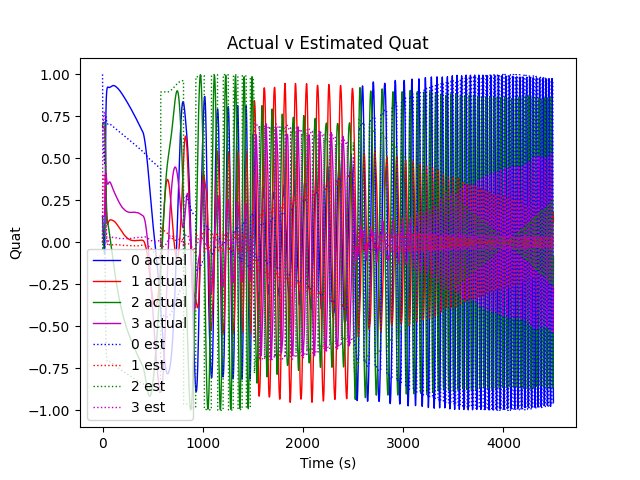 Actual v Estimated Quat
1.00
0.75
0.50
0.25
0.00
−0.25
−0.50
−0.75
−1.00
Quat
0 actual
1 actual
2 actual
3 actual
0 est
1 est
2 est
3 est
0
1000
2000
3000
4000
Time (s)